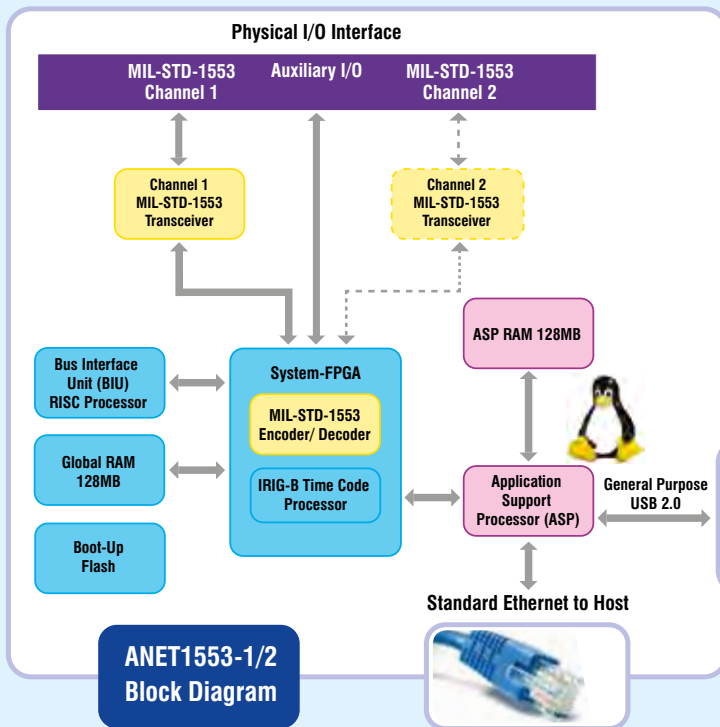 Physical I/O Interface
MIL-STD-1553
Channel 1
Auxiliary I/O
MIL-STD-1553
Channel 2
Channel 1
MIL-STD-1553
Transceiver
Channel 2
MIL-STD-1553
Transceiver
ASP RAM 128MB
Bus Interface
Unit (BIU)
RISC Processor
System-FPGA
MIL-STD-1553
Encoder/ Decoder
Global RAM
128MB
IRIG-B Time Code
Processor
Application
Support
Processor (ASP)
General Purpose
USB 2.0
Boot-Up
Flash
Standard Ethernet to Host
ANET1553-1/2
Block Diagram